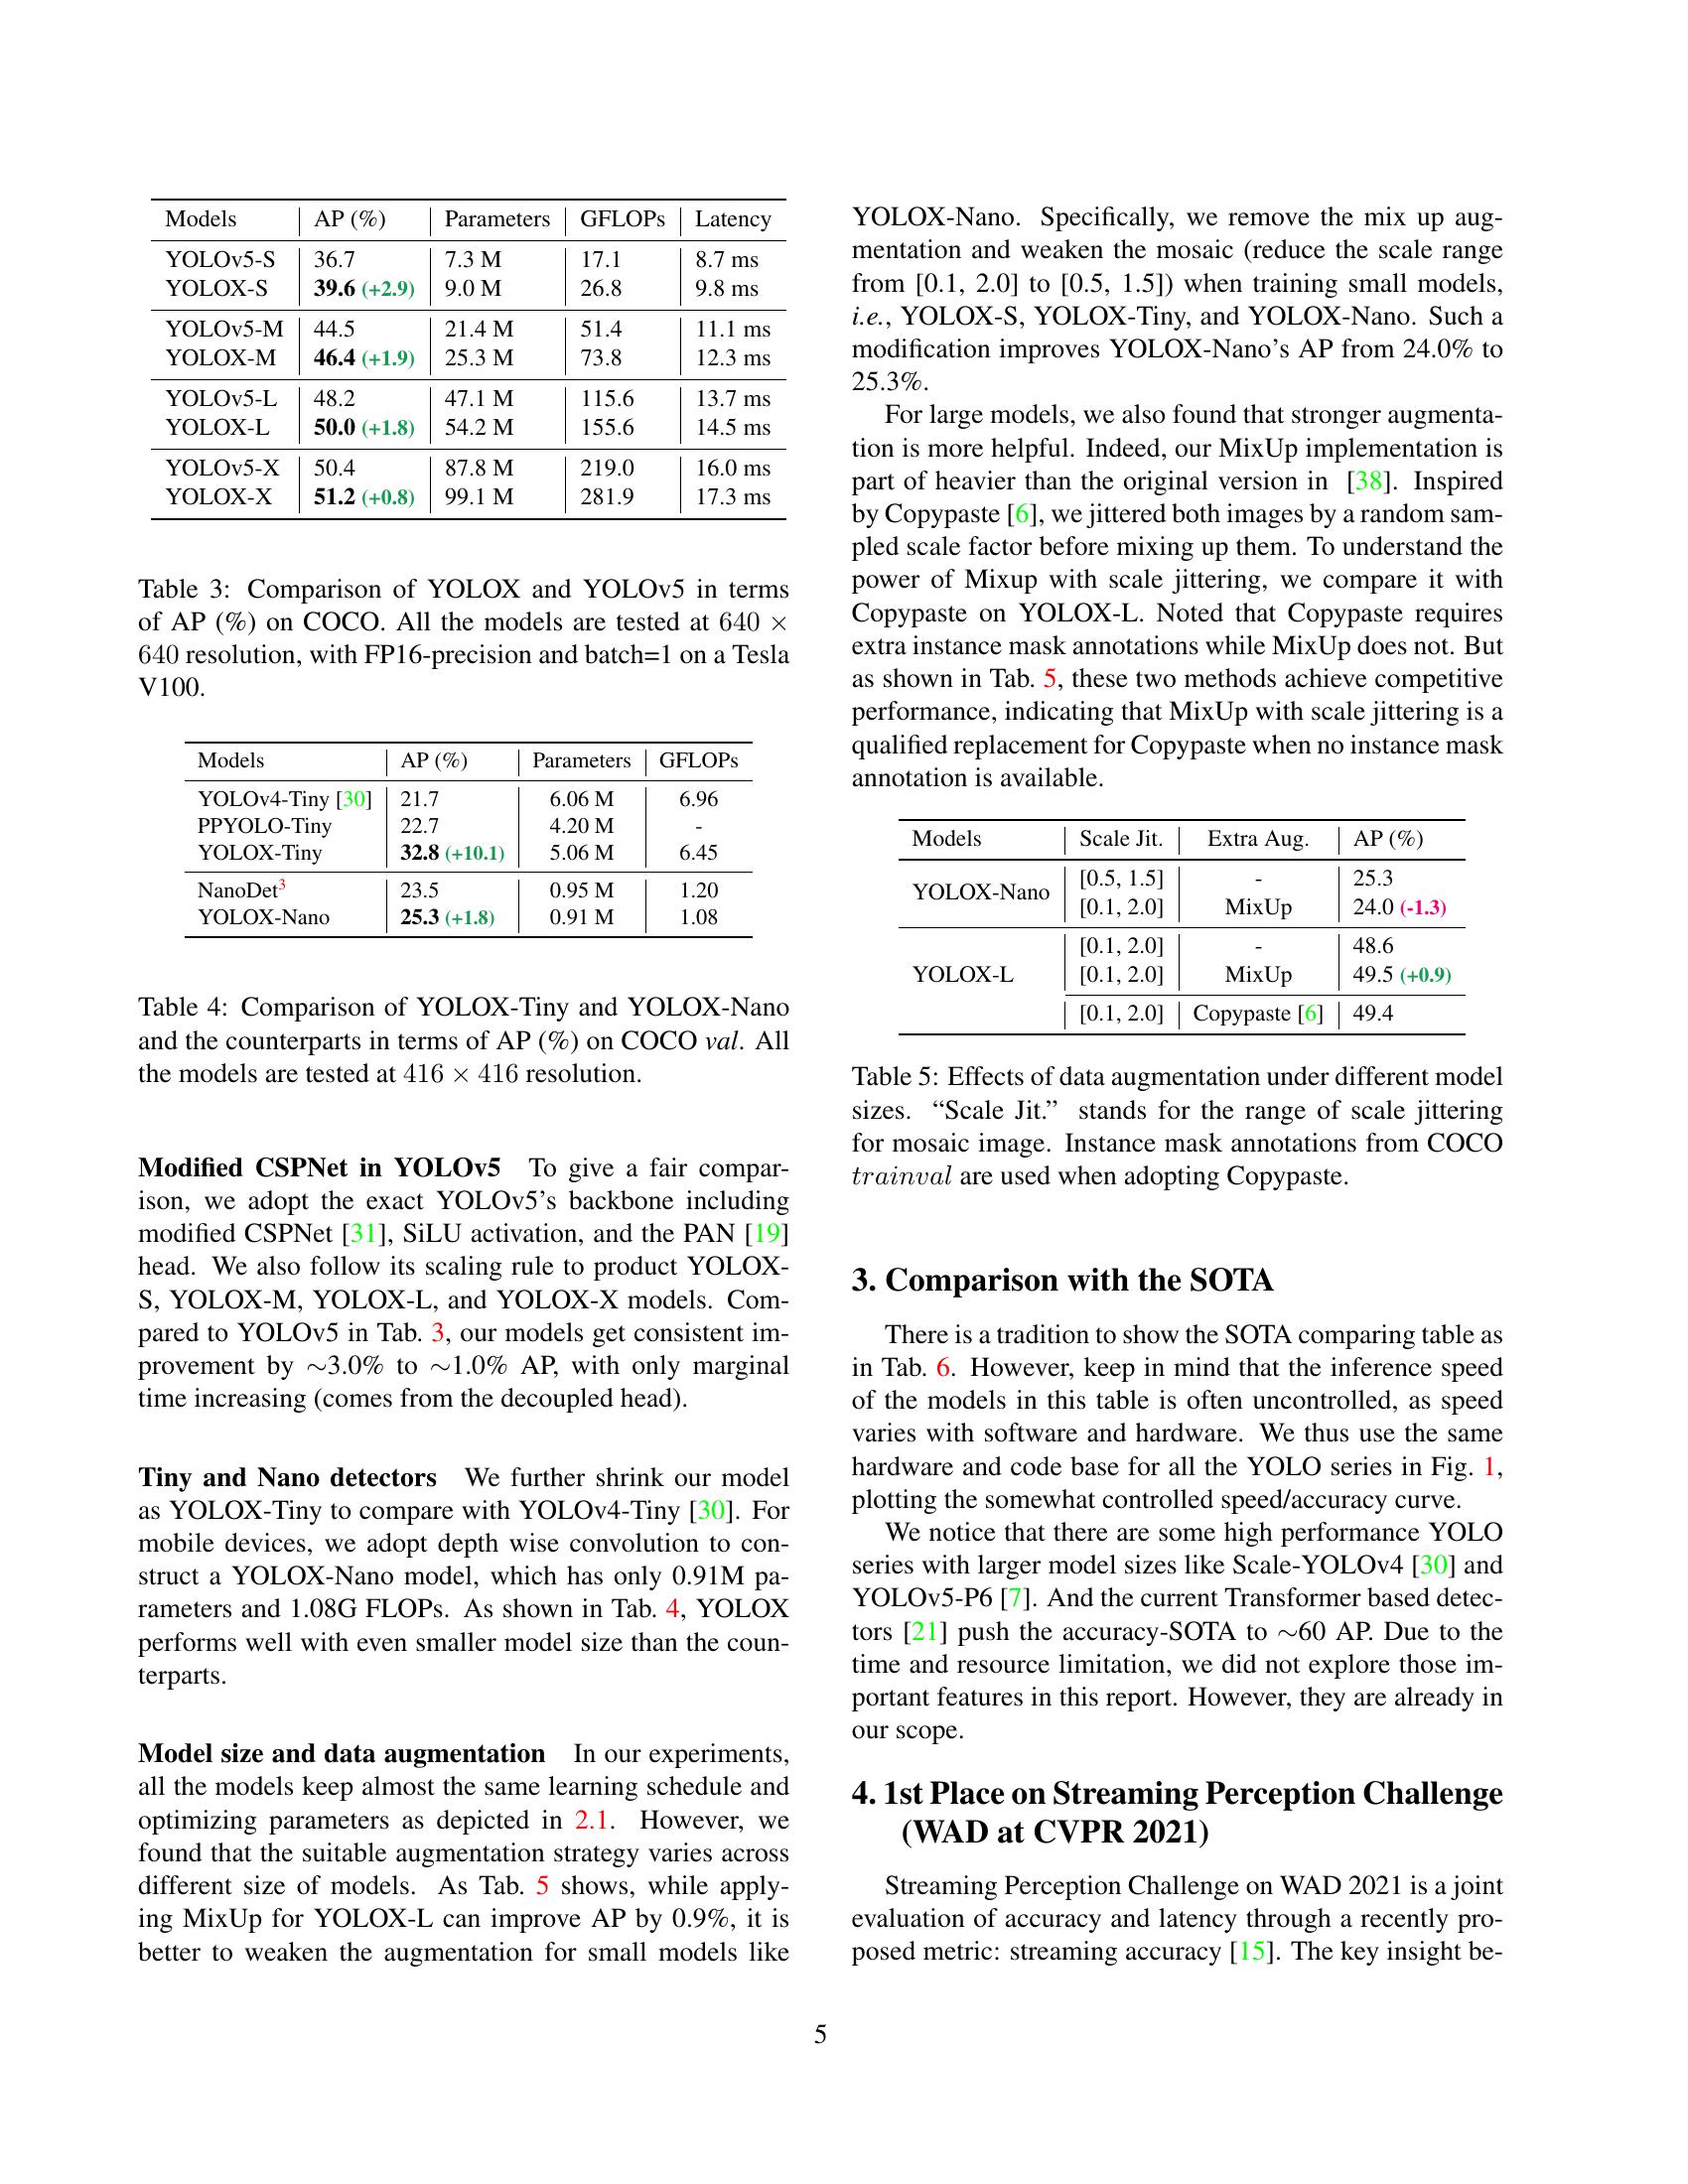 Models AP (%) Parameters GFLOPs Latency
YOLOv5-S 36.7 7.3 M 17.1 8.7 ms
YOLOX-S 39.6 (+2.9) 9.0 M 26.8 9.8 ms
YOLOv5-M 44.5 21.4 M 51.4 11.1 ms
YOLOX-M 46.4 (+1.9) 25.3 M 73.8 12.3 ms
YOLOv5-L 48.2 47.1 M 115.6 13.7 ms
YOLOX-L 50.0 (+1.8) 54.2 M 155.6 14.5 ms
YOLOv5-X 50.4 87.8 M 219.0 16.0 ms
YOLOX-X 51.2 (+0.8) 99.1 M 281.9 17.3 ms
Table 3: Comparison of YOLOX and YOLOv5 in terms
of AP (%) on COCO. All the models are tested at 640 ×
640 resolution, with FP16-precision and batch=1 on a Tesla
V100.
Models AP (%) Parameters GFLOPs
YOLOv4-Tiny [30] 21.7 6.06 M 6.96
PPYOLO-Tiny 22.7 4.20 M -
YOLOX-Tiny 32.8 (+10.1) 5.06 M 6.45
NanoDet3 23.5 0.95 M 1.20
YOLOX-Nano 25.3 (+1.8) 0.91 M 1.08
Table 4: Comparison of YOLOX-Tiny and YOLOX-Nano
and the counterparts in terms of AP (%) on COCO val. All
the models are tested at 416 × 416 resolution.
Modified CSPNet in YOLOv5 To give a fair compar-
ison, we adopt the exact YOLOv5's backbone including
modified CSPNet [31], SiLU activation, and the PAN [19]
head. We also follow its scaling rule to product YOLOX-
S, YOLOX-M, YOLOX-L, and YOLOX-X models. Com-
pared to YOLOv5 in Tab. 3, our models get consistent im-
provement by ∼3.0% to ∼1.0% AP, with only marginal
time increasing (comes from the decoupled head).
Tiny and Nano detectors We further shrink our model
as YOLOX-Tiny to compare with YOLOv4-Tiny [30]. For
mobile devices, we adopt depth wise convolution to con-
struct a YOLOX-Nano model, which has only 0.91M pa-
rameters and 1.08G FLOPs. As shown in Tab. 4, YOLOX
performs well with even smaller model size than the coun-
terparts.
Model size and data augmentation In our experiments,
all the models keep almost the same learning schedule and
optimizing parameters as depicted in 2.1. However, we
found that the suitable augmentation strategy varies across
different size of models. As Tab. 5 shows, while apply-
ing MixUp for YOLOX-L can improve AP by 0.9%, it is
better to weaken the augmentation for small models like
YOLOX-Nano. Specifically, we remove the mix up aug-
mentation and weaken the mosaic (reduce the scale range
from [0.1, 2.0] to [0.5, 1.5]) when training small models,
i.e., YOLOX-S, YOLOX-Tiny, and YOLOX-Nano. Such a
modification improves YOLOX-Nano's AP from 24.0% to
25.3%.
For large models, we also found that stronger augmenta-
tion is more helpful. Indeed, our MixUp implementation is
part of heavier than the original version in [38]. Inspired
by Copypaste [6], we jittered both images by a random sam-
pled scale factor before mixing up them. To understand the
power of Mixup with scale jittering, we compare it with
Copypaste on YOLOX-L. Noted that Copypaste requires
extra instance mask annotations while MixUp does not. But
as shown in Tab. 5, these two methods achieve competitive
performance, indicating that MixUp with scale jittering is a
qualified replacement for Copypaste when no instance mask
annotation is available.
Models Scale Jit. Extra Aug. AP (%)
YOLOX-Nano [0.5, 1.5] - 25.3
[0.1, 2.0] MixUp 24.0 (-1.3)
[0.1, 2.0] - 48.6
YOLOX-L [0.1, 2.0] MixUp 49.5 (+0.9)
[0.1, 2.0] Copypaste [6] 49.4
Table 5: Effects of data augmentation under different model
sizes. “Scale Jit.” stands for the range of scale jittering
for mosaic image. Instance mask annotations from COCO
trainval are used when adopting Copypaste.
3. Comparison with the SOTA
There is a tradition to show the SOTA comparing table as
in Tab. 6. However, keep in mind that the inference speed
of the models in this table is often uncontrolled, as speed
varies with software and hardware. We thus use the same
hardware and code base for all the YOLO series in Fig. 1,
plotting the somewhat controlled speed/accuracy curve.
We notice that there are some high performance YOLO
series with larger model sizes like Scale-YOLOv4 [30] and
YOLOv5-P6 [7]. And the current Transformer based detec-
tors [21] push the accuracy-SOTA to ∼60 AP. Due to the
time and resource limitation, we did not explore those im-
portant features in this report. However, they are already in
our scope.
4. 1st Place on Streaming Perception Challenge
(WAD at CVPR 2021)
Streaming Perception Challenge on WAD 2021 is a joint
evaluation of accuracy and latency through a recently pro-
posed metric: streaming accuracy [15]. The key insight be-
5